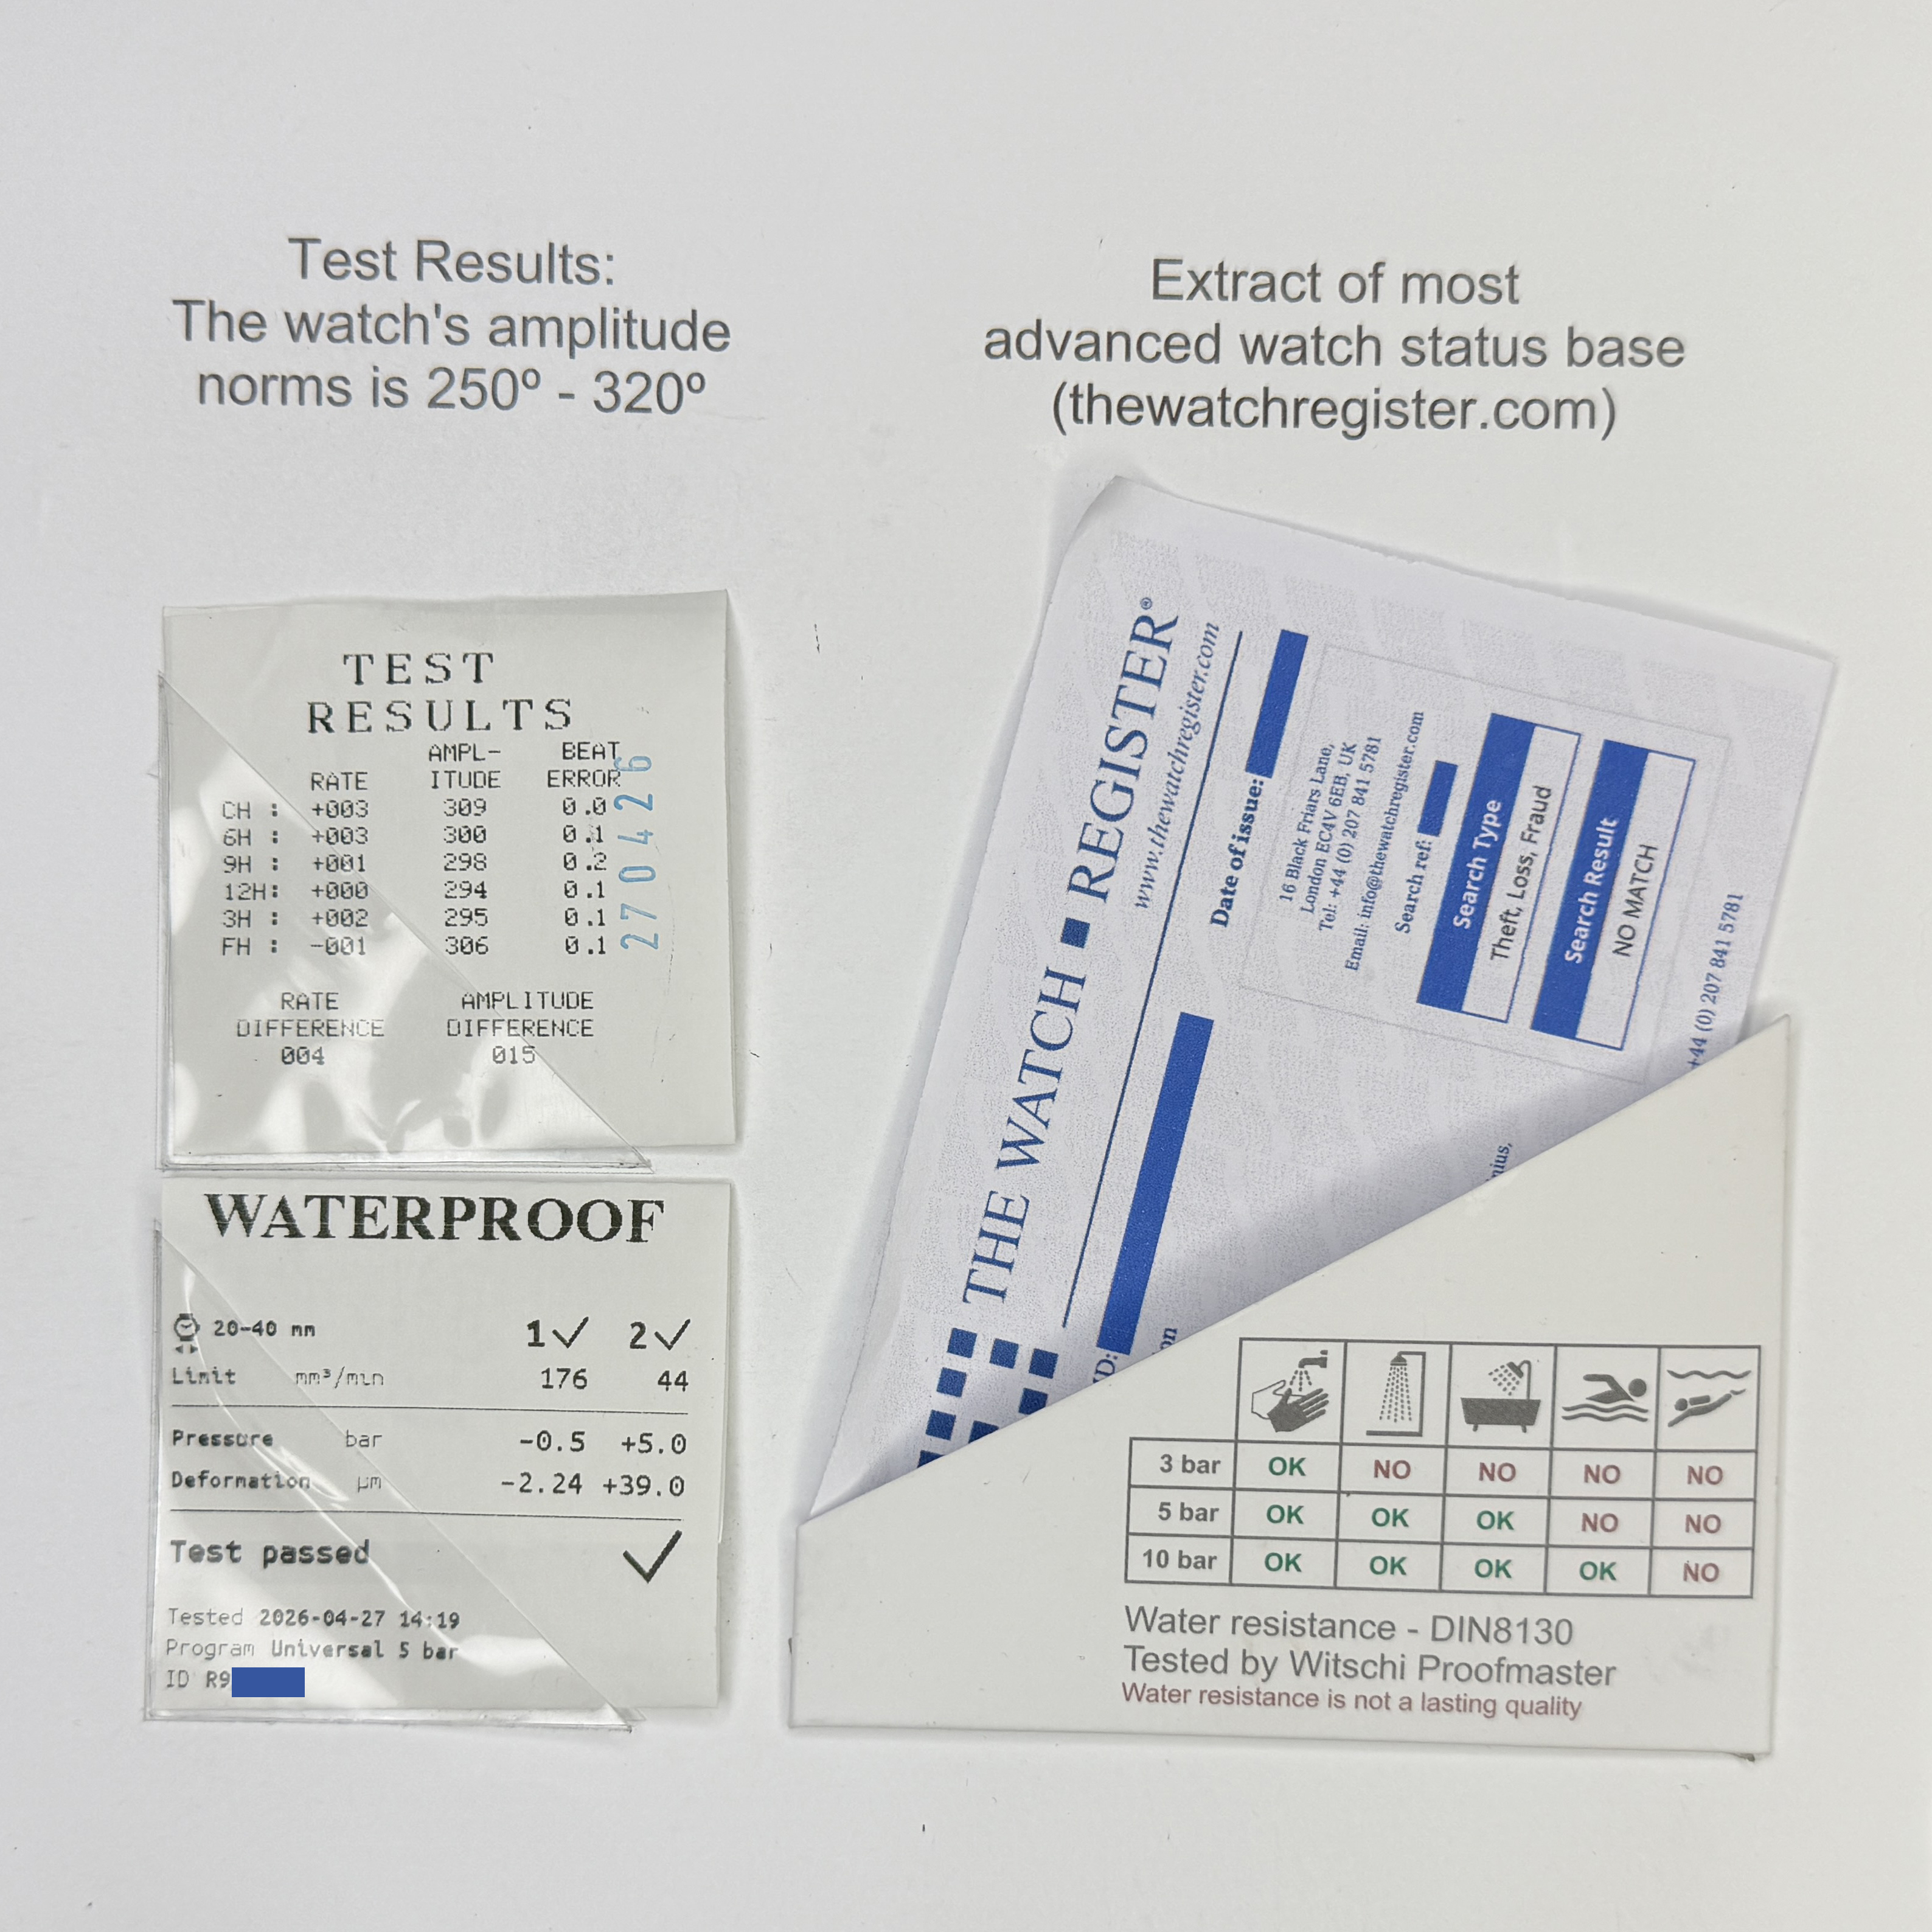 Test Results:
The watch's amplitude
norms is 250º - 320º
Extract of most
advanced watch status base
(thewatchregister.com)
TEST
RESULTS
AMPL- BEAT
RATE ITUDE ERROR
CH : +003 309 0.0
6H : +003 300 0.1
9H : +001 298 0.2
12H: +000 294 0.1
3H : +002 295 0.1
FH : -001 306 0.1
270426
RATE AMPLITUDE
DIFFERENCE DIFFERENCE
004 015
WATERPROOF
20-40 mm 1✓ 2✓
Limit mm³/min 176 44
Pressure bar -0.5 +5.0
Deformation µm -2.24 +39.0
Test passed ✓
Tested 2026-04-27 14:19
Program Universal 5 bar
ID R9
THE WATCH ■ REGISTER®
www.thewatchregister.com
Date of issue:
ID:
on
16 Black Friars Lane,
London EC4V 6EB, UK
Tel: +44 (0) 207 841 5781
Email: info@thewatchregister.com
Search ref:
Search Type
Theft, Loss, Fraud
Search Result
NO MATCH
nius,
+44 (0) 207 841 5781
3 bar OK NO NO NO NO
5 bar OK OK OK NO NO
10 bar OK OK OK OK NO
Water resistance - DIN8130
Tested by Witschi Proofmaster
Water resistance is not a lasting quality